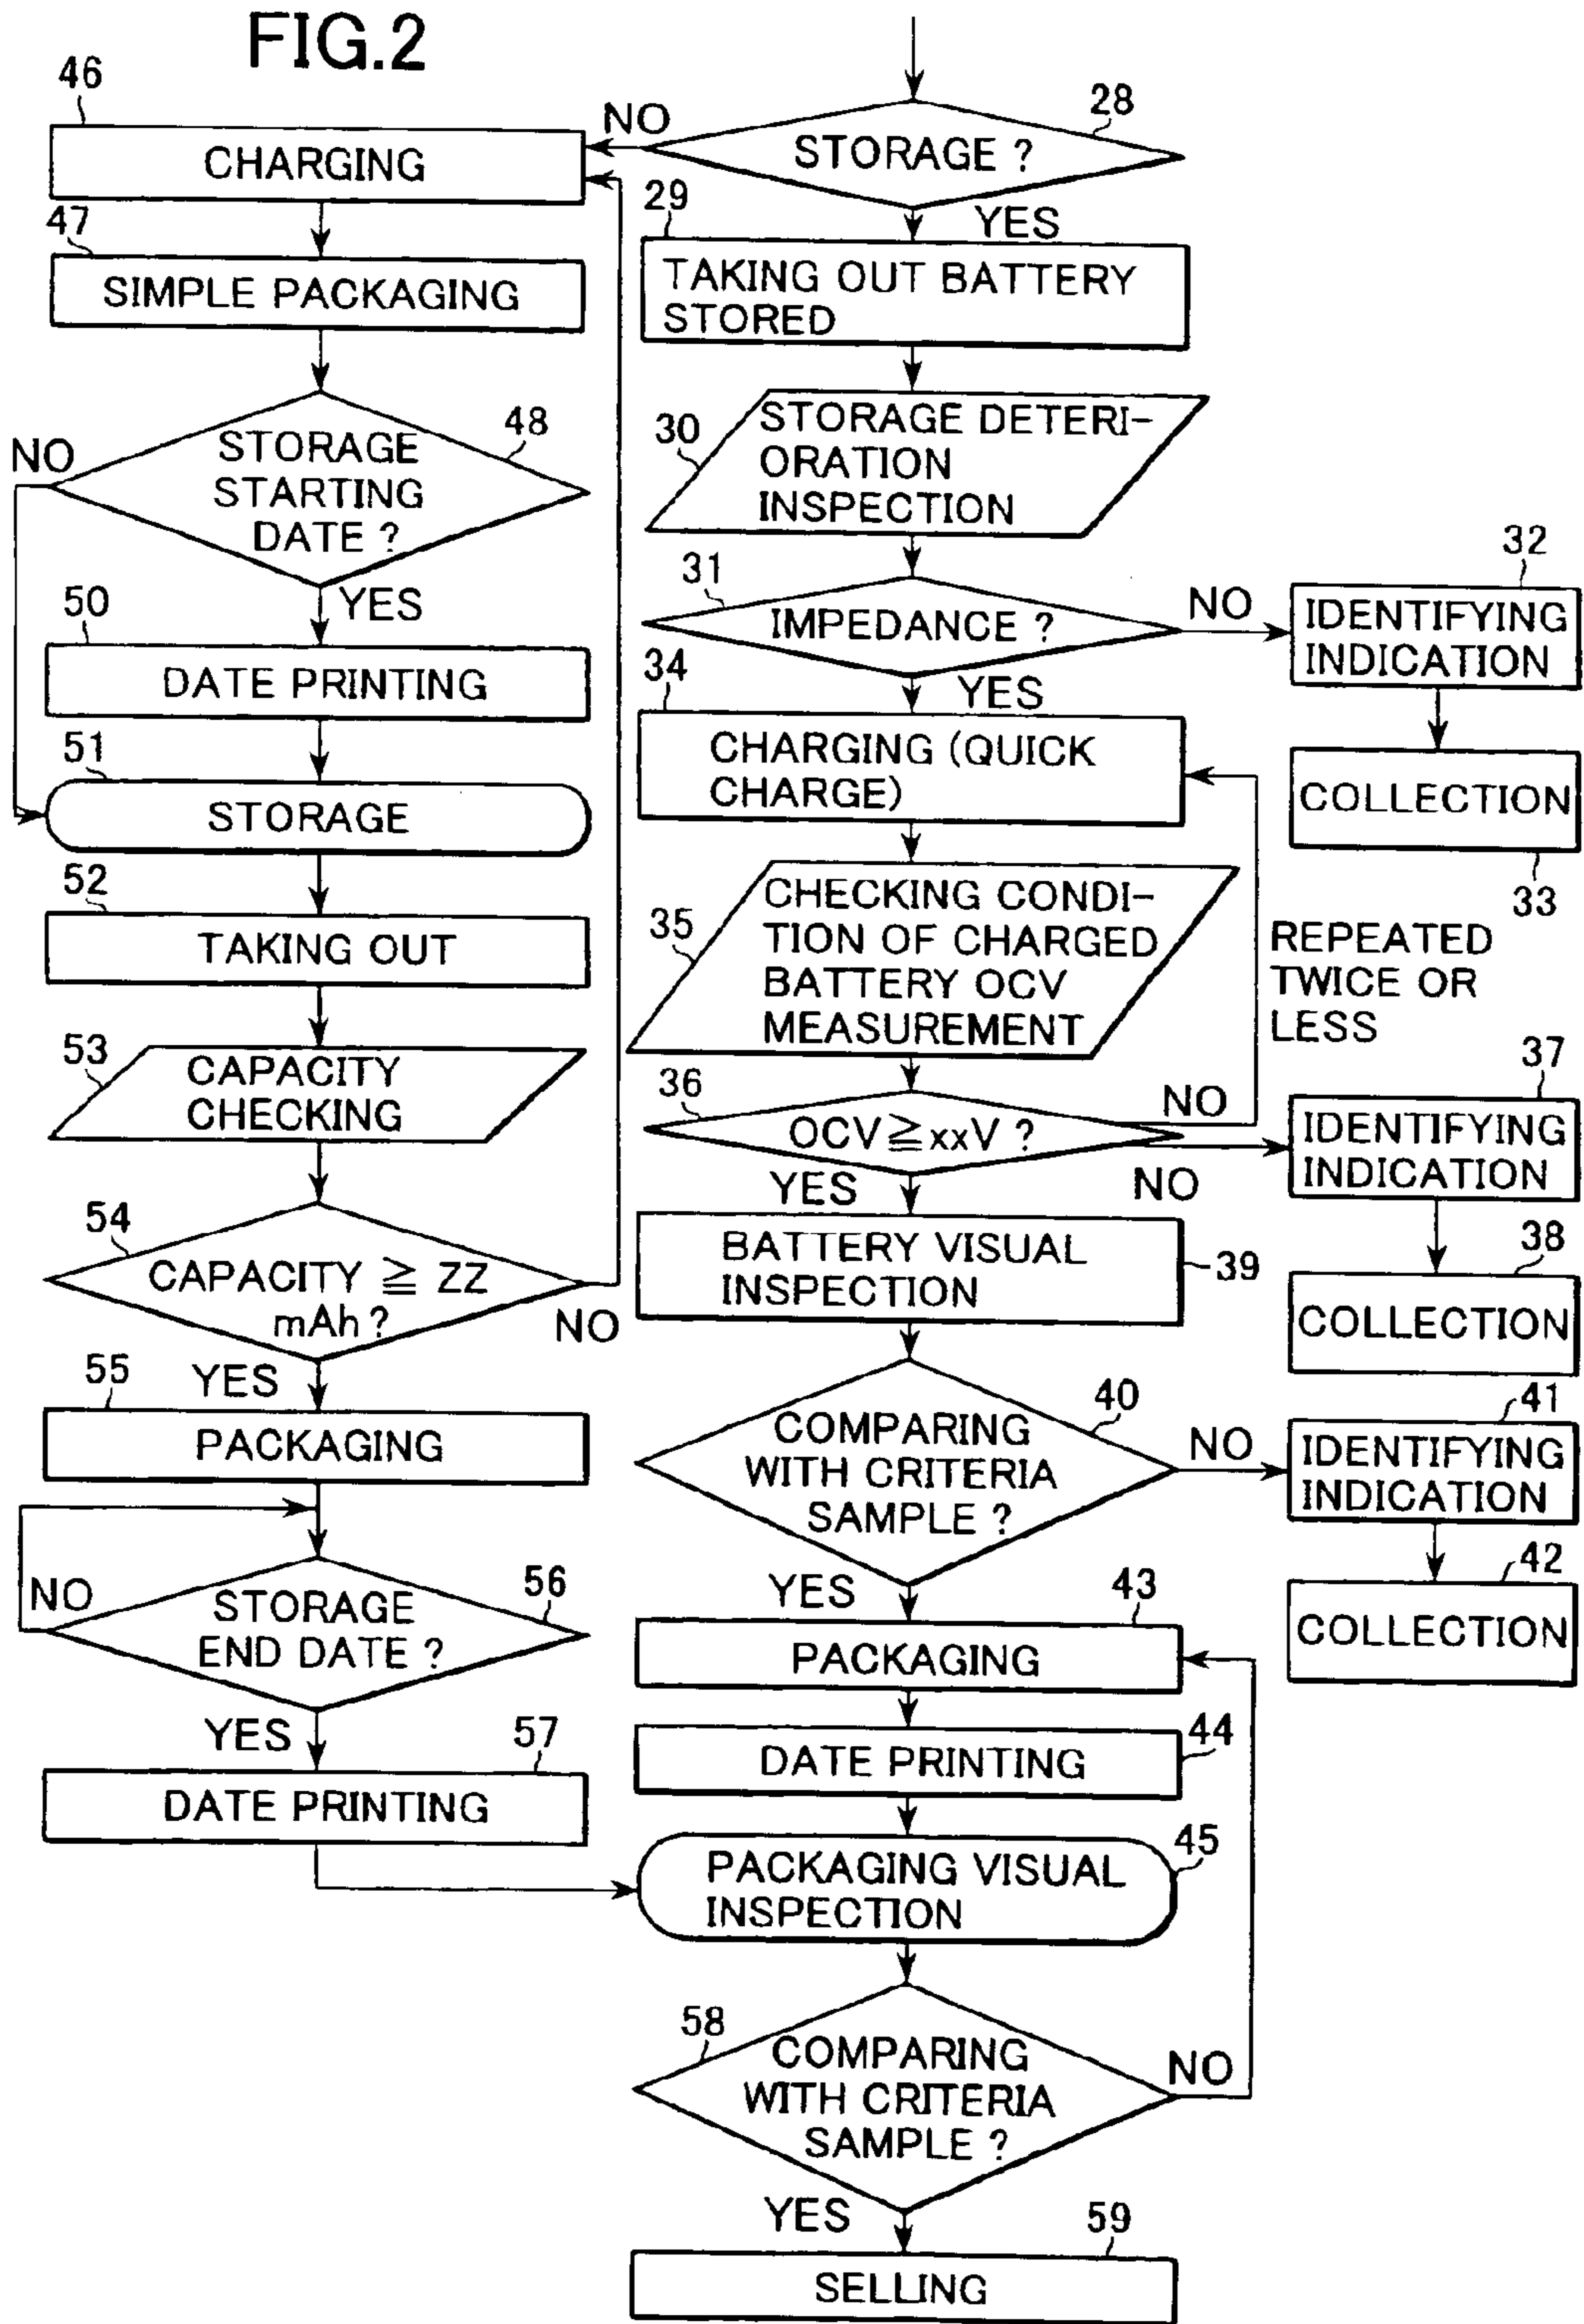 FIG.2
46
CHARGING
47
SIMPLE PACKAGING
48
STORAGE
STARTING
DATE ?
NO
YES
50
DATE PRINTING
51
STORAGE
52
TAKING OUT
53
CAPACITY
CHECKING
54
CAPACITY ≧ ZZ
mAh ?
NO
YES
55
PACKAGING
NO
56
STORAGE
END DATE ?
YES
57
DATE PRINTING
NO
28
STORAGE ?
YES
29
TAKING OUT BATTERY
STORED
30
STORAGE DETERI-
ORATION
INSPECTION
31
IMPEDANCE ?
NO
YES
32
IDENTIFYING
INDICATION
COLLECTION
33
34
CHARGING (QUICK
CHARGE)
35
CHECKING CONDI-
TION OF CHARGED
BATTERY OCV
MEASUREMENT
REPEATED
TWICE OR
LESS
36
OCV≧xxV ?
NO
NO
YES
37
IDENTIFYING
INDICATION
38
COLLECTION
BATTERY VISUAL
INSPECTION
39
40
COMPARING
WITH CRITERIA
SAMPLE ?
NO
YES
41
IDENTIFYING
INDICATION
42
COLLECTION
43
PACKAGING
44
DATE PRINTING
45
PACKAGING VISUAL
INSPECTION
58
COMPARING
WITH CRITERIA
SAMPLE ?
NO
YES
59
SELLING